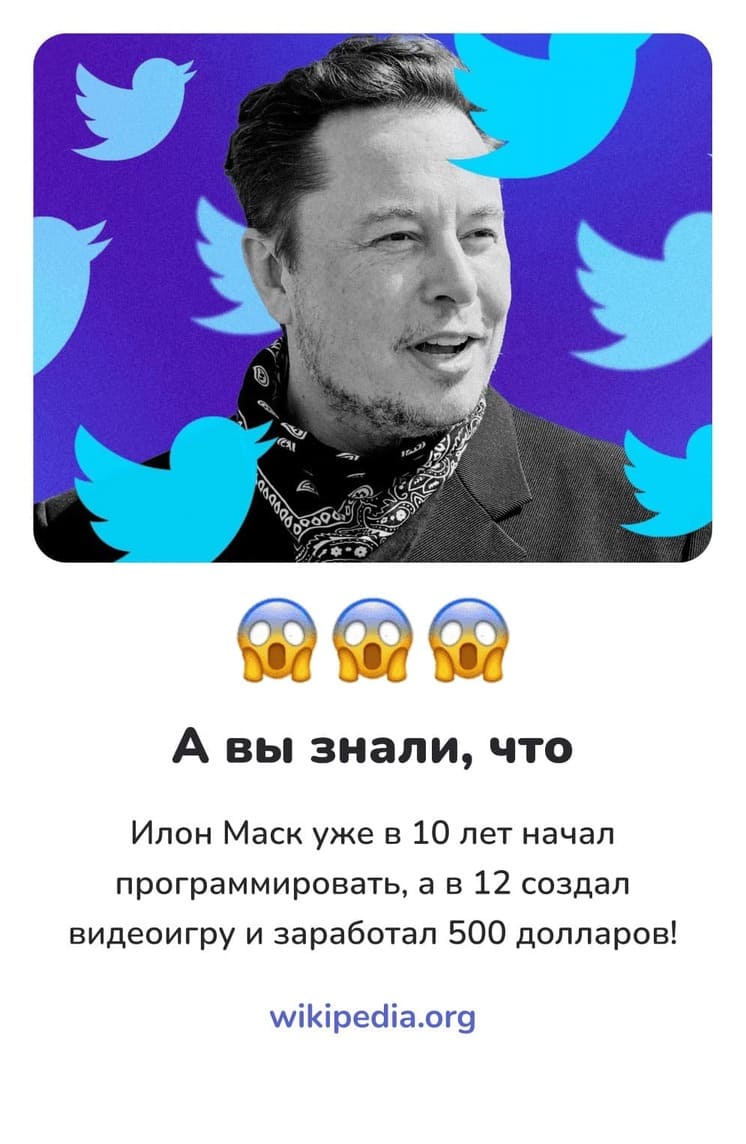 А вы знали, что
Илон Маск уже в 10 лет начал
программировать, а в 12 создал
видеоигру и заработал 500 долларов!
wikipedia.org